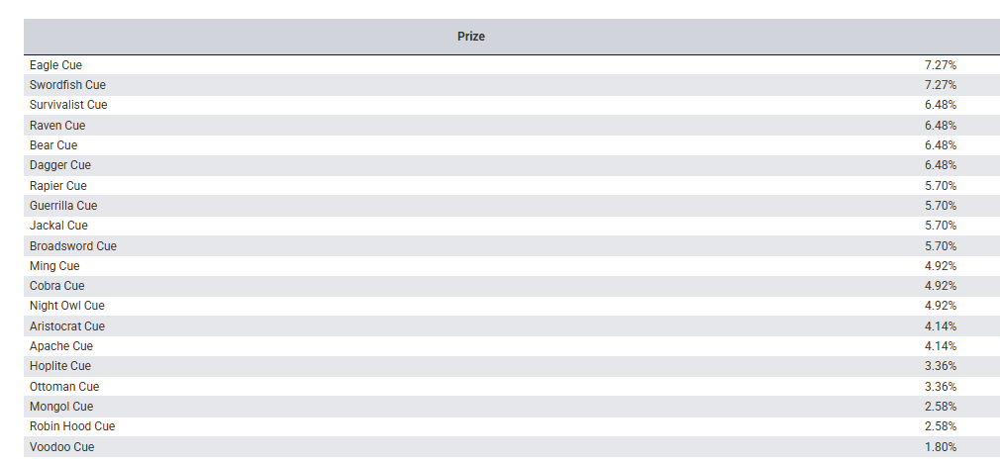 Prize
Eagle Cue 7.27%
Swordfish Cue 7.27%
Survivalist Cue 6.48%
Raven Cue 6.48%
Bear Cue 6.48%
Dagger Cue 6.48%
Rapier Cue 5.70%
Guerrilla Cue 5.70%
Jackal Cue 5.70%
Broadsword Cue 5.70%
Ming Cue 4.92%
Cobra Cue 4.92%
Night Owl Cue 4.92%
Aristocrat Cue 4.14%
Apache Cue 4.14%
Hoplite Cue 3.36%
Ottoman Cue 3.36%
Mongol Cue 2.58%
Robin Hood Cue 2.58%
Voodoo Cue 1.80%